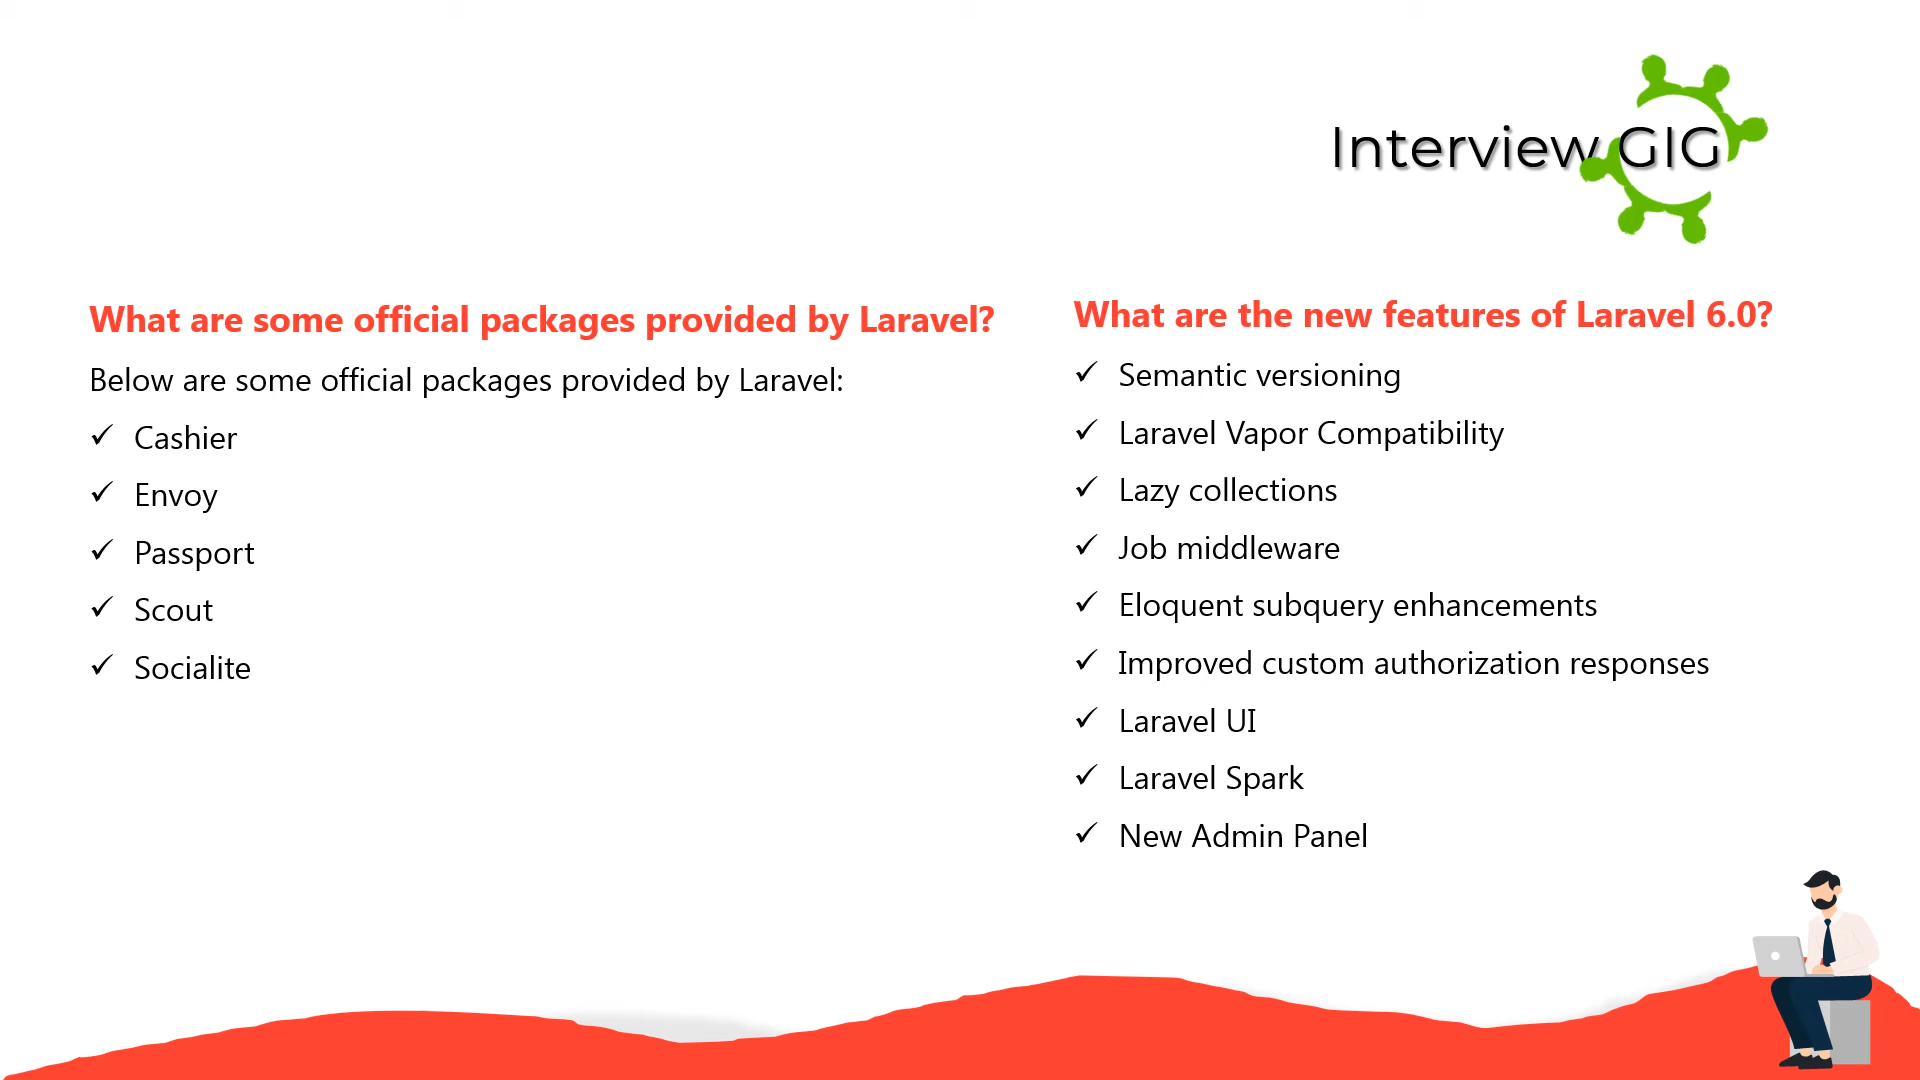 Interview GIG
What are some official packages provided by Laravel?
Below are some official packages provided by Laravel:
✓ Cashier
✓ Envoy
✓ Passport
✓ Scout
✓ Socialite
What are the new features of Laravel 6.0?
✓ Semantic versioning
✓ Laravel Vapor Compatibility
✓ Lazy collections
✓ Job middleware
✓ Eloquent subquery enhancements
✓ Improved custom authorization responses
✓ Laravel UI
✓ Laravel Spark
✓ New Admin Panel